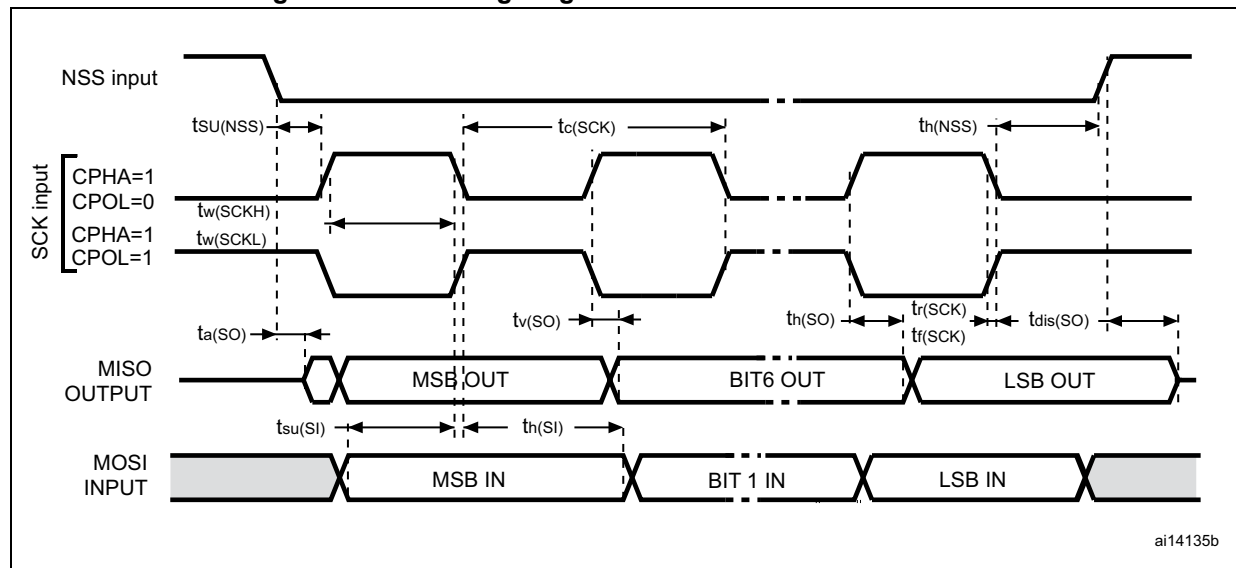 NSS input
tSU(NSS)
tc(SCK)
th(NSS)
SCK input
CPHA=1
CPOL=0
tw(SCKH)
CPHA=1
tw(SCKL)
CPOL=1
ta(SO)
tv(SO)
th(SO)
tr(SCK)
tf(SCK)
tdis(SO)
MISO
OUTPUT
MSB OUT
BIT6 OUT
LSB OUT
tsu(SI)
th(SI)
MOSI
INPUT
MSB IN
BIT 1 IN
LSB IN
ai14135b